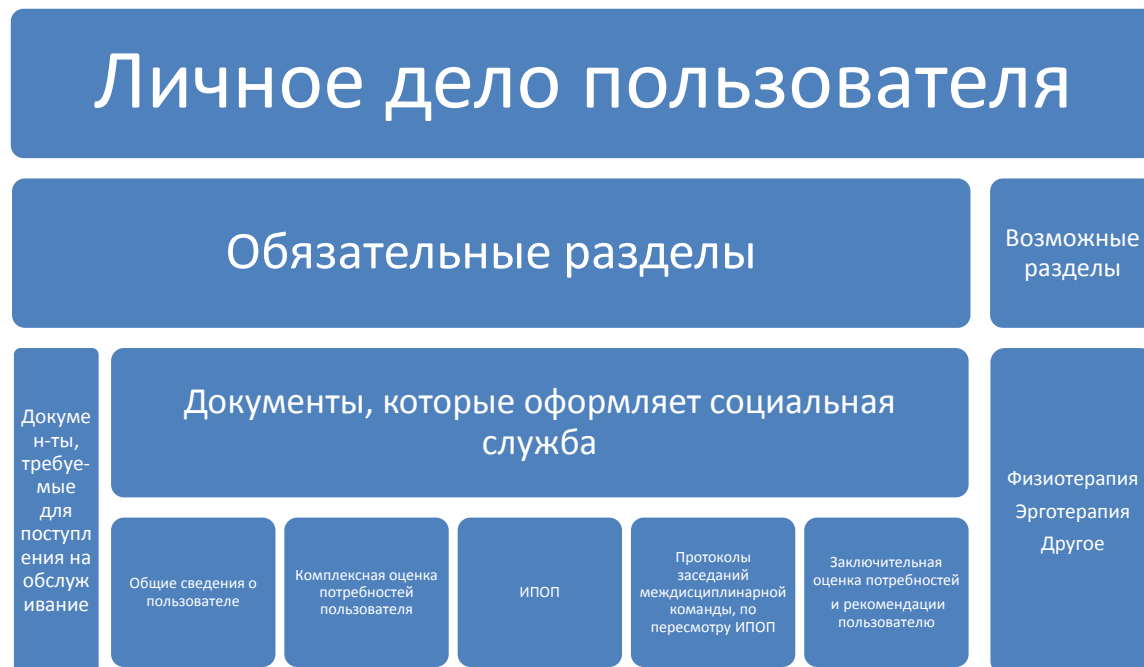 Личное дело пользователя
Обязательные разделы
Возможные
разделы
Докуме
н-ты,
требуе-
мые
для
поступл
ения на
обслуж
ивание
Документы, которые оформляет социальная
служба
Общие сведения о
пользователе
Комплексная оценка
потребностей
пользователя
ИПОП
Протоколы
заседаний
междисциплинарной
команды, по
пересмотру ИПОП
Заключительная
оценка потребностей
и рекомендации
пользователю
Физиотерапия
Эрготерапия
Другое